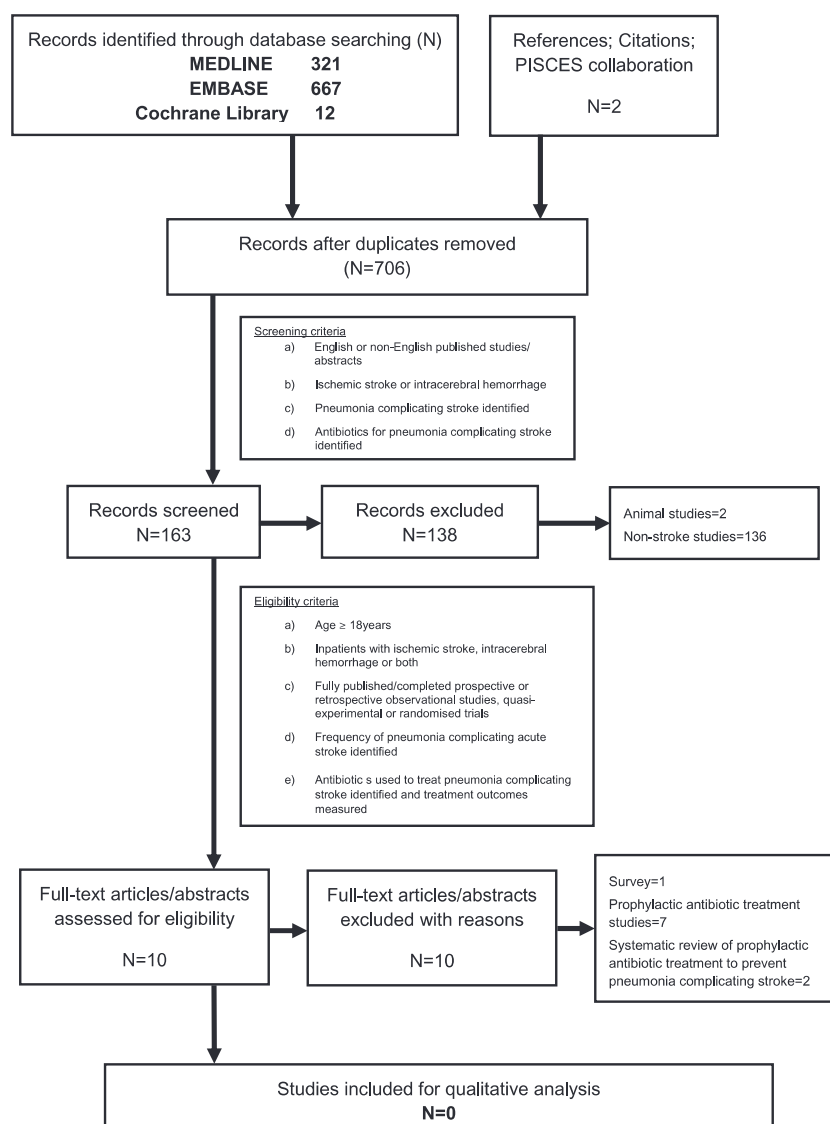 Records identified through database searching (N)
MEDLINE 321
EMBASE 667
Cochrane Library 12
References; Citations;
PISCES collaboration
N=2
Records after duplicates removed
(N=706)
Screening criteria
a) English or non-English published studies/
abstracts
b) Ischemic stroke or intracerebral hemorrhage
c) Pneumonia complicating stroke identified
d) Antibiotics for pneumonia complicating stroke
identified
Records screened
N=163
Records excluded
N=138
Animal studies=2
Non-stroke studies=136
Eligibility criteria
a) Age ≥ 18years
b) Inpatients with ischemic stroke, intracerebral
hemorrhage or both
c) Fully published/completed prospective or
retrospective observational studies, quasi-
experimental or randomised trials
d) Frequency of pneumonia complicating acute
stroke identified
e) Antibiotic s used to treat pneumonia complicating
stroke identified and treatment outcomes
measured
Full-text articles/abstracts
assessed for eligibility
N=10
Full-text articles/abstracts
excluded with reasons
N=10
Survey=1
Prophylactic antibiotic treatment
studies=7
Systematic review of prophylactic
antibiotic treatment to prevent
pneumonia complicating stroke=2
Studies included for qualitative analysis
N=0